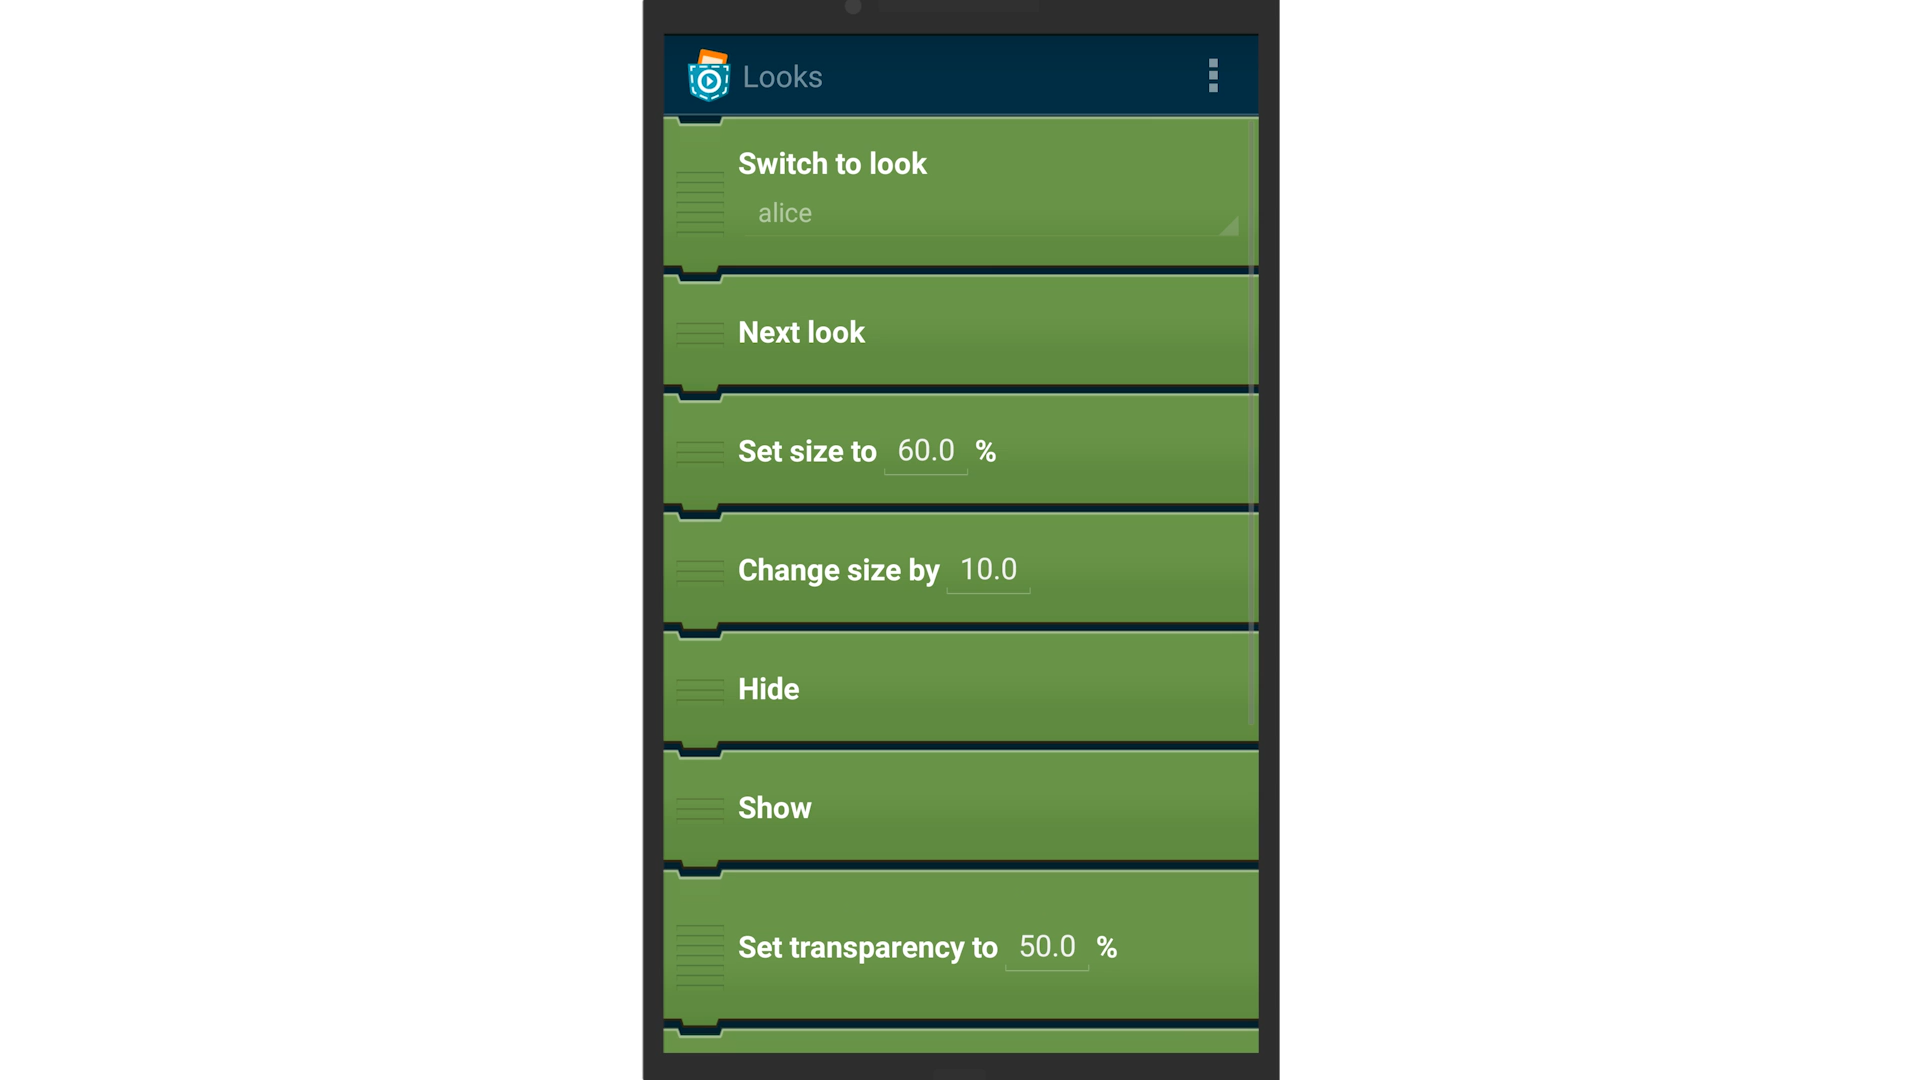 Looks
Switch to look
alice
Next look
Set size to 60.0 %
Change size by 10.0
Hide
Show
Set transparency to 50.0 %